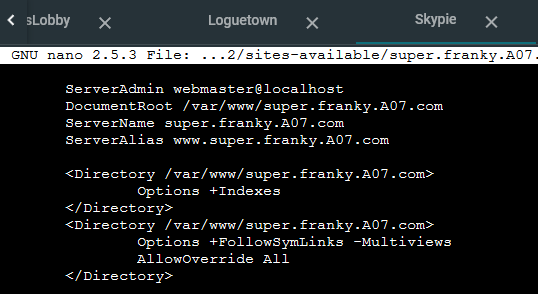 sLobby
Loguetown
Skypie
GNU nano 2.5.3 File: ...2/sites-available/super.franky.A07.
ServerAdmin webmaster@localhost
DocumentRoot /var/www/super.franky.A07.com
ServerName super.franky.A07.com
ServerAlias www.super.franky.A07.com
<Directory /var/www/super.franky.A07.com>
Options +Indexes
</Directory>
<Directory /var/www/super.franky.A07.com>
Options +FollowSymLinks -Multiviews
AllowOverride All
</Directory>